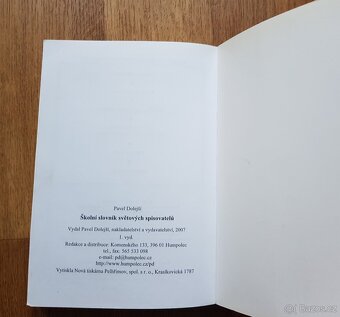 Pavel Dolejší
Školní slovník světových spisovatelů
Vydal Pavel Dolejší, nakladatelství a vydavatelství, 2007
1. vyd.
Redakce a distribuce: Komenského 133, 396 01 Humpolec
tel., fax: 565 533 098
e-mail: pd@humpolec.cz
http://www.humpolec.cz/pd
Vytiskla Nová tiskárna Pelhřimov, spol. s r. o., Krasíkovická 1787
Sbazoš.cz